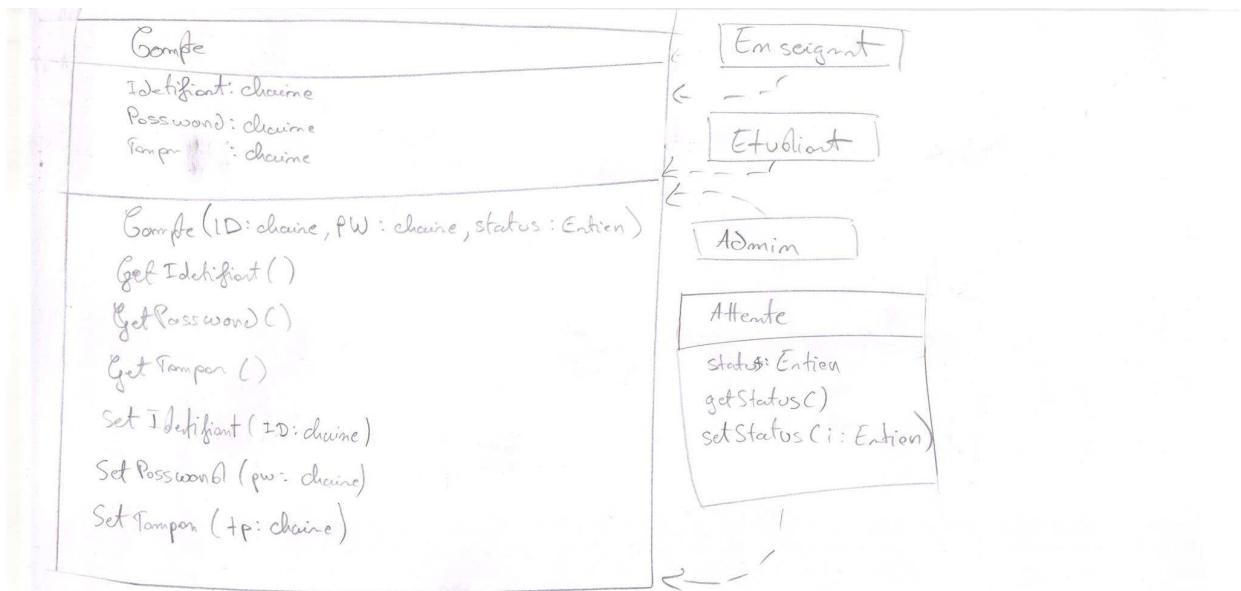 Compte
Idetifiant: chaine
Password: chaine
Tampon : chaine
Compte (ID: chaine, PW: chaine, status: Entier)
Get Idetifiant ()
Get Password ()
Get Tampon ()
set Idetifiant (ID: chaine)
Set Password (pw: chaine)
Set Tampon (tp: chaine)
Enseignt
Etudiant
Admin
Attente
status: Entier
getStatus()
setStatus(i: Entier)